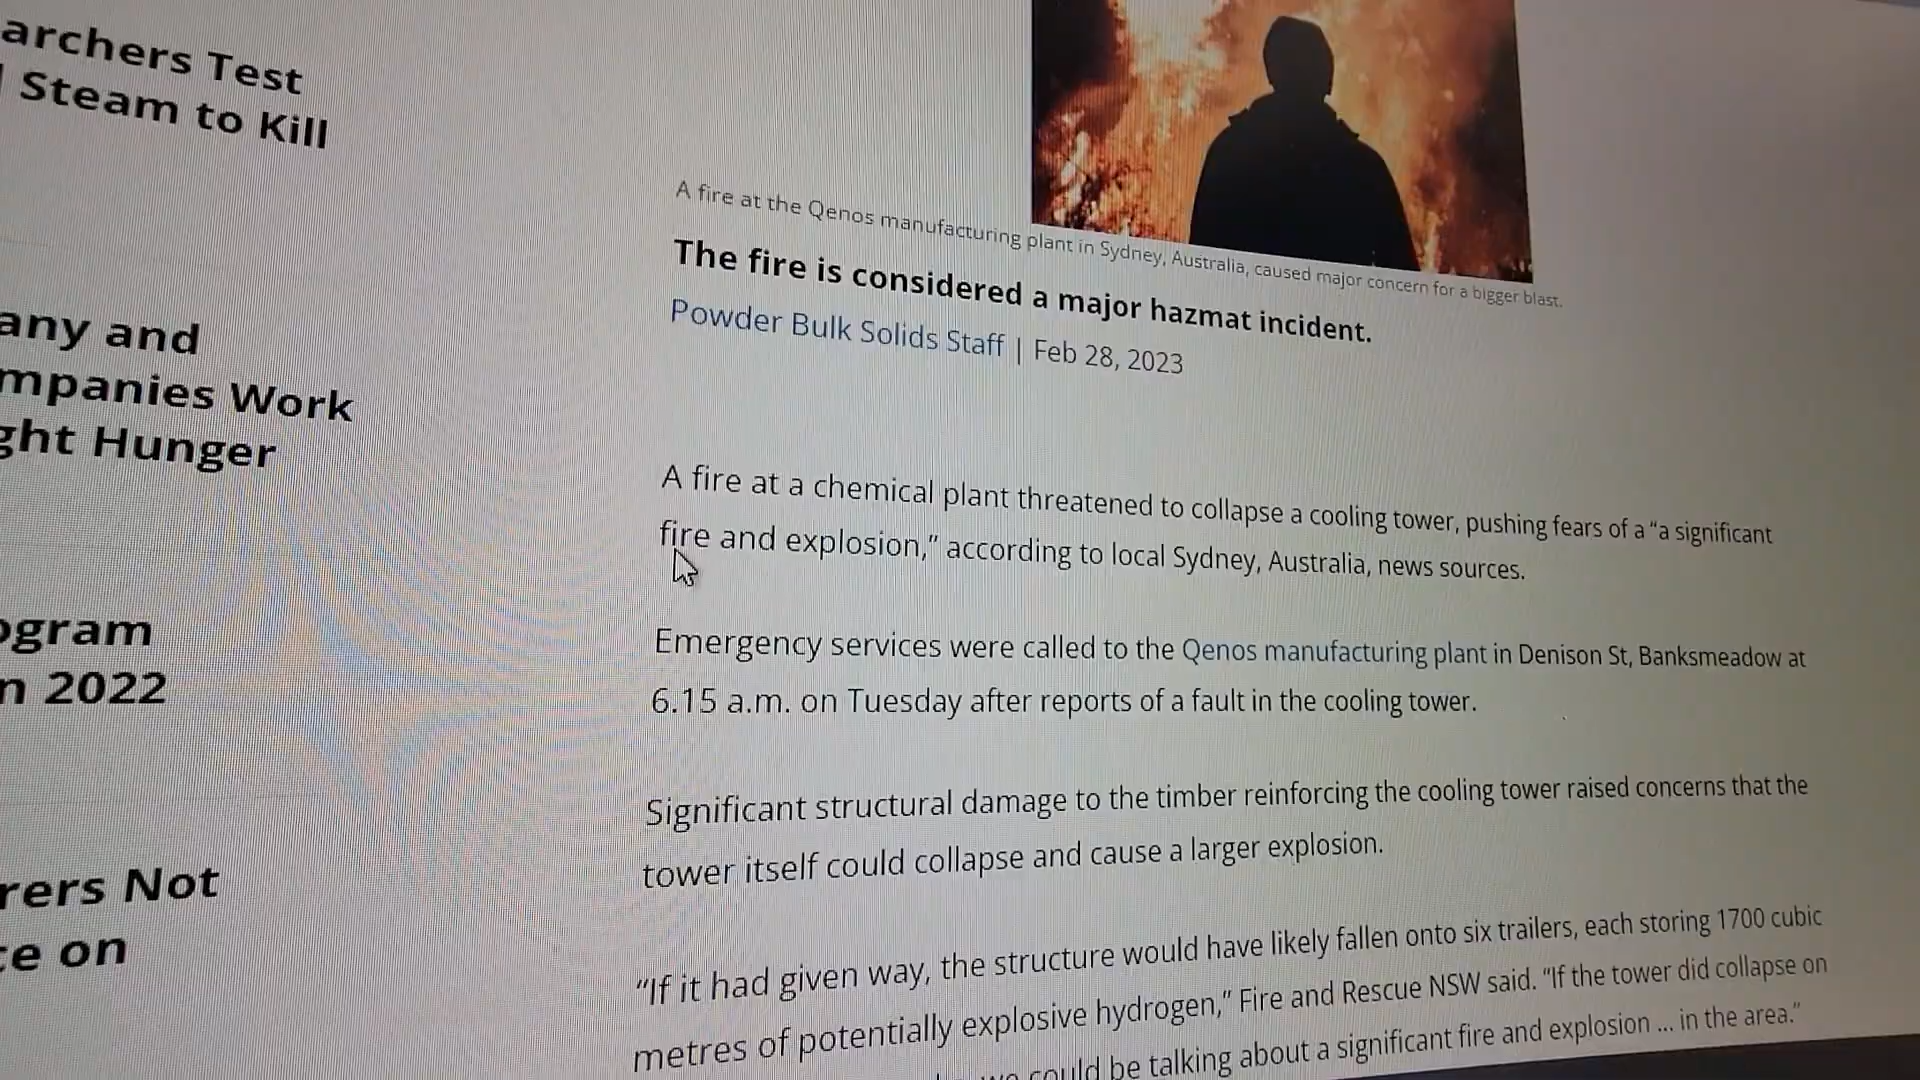 archers Test
Steam to Kill
any and
mpanies Work
ght Hunger
ogram
n 2022
rers Not
ce on
A fire at the Qenos manufacturing plant in Sydney, Australia, caused major concern for a bigger blast.
The fire is considered a major hazmat incident.
Powder Bulk Solids Staff | Feb 28, 2023
A fire at a chemical plant threatened to collapse a cooling tower, pushing fears of a “a significant
fire and explosion,” according to local Sydney, Australia, news sources.
Emergency services were called to the Qenos manufacturing plant in Denison St, Banksmeadow at
6.15 a.m. on Tuesday after reports of a fault in the cooling tower.
Significant structural damage to the timber reinforcing the cooling tower raised concerns that the
tower itself could collapse and cause a larger explosion.
“If it had given way, the structure would have likely fallen onto six trailers, each storing 1700 cubic
metres of potentially explosive hydrogen,” Fire and Rescue NSW said. “If the tower did collapse on
could be talking about a significant fire and explosion ... in the area.”